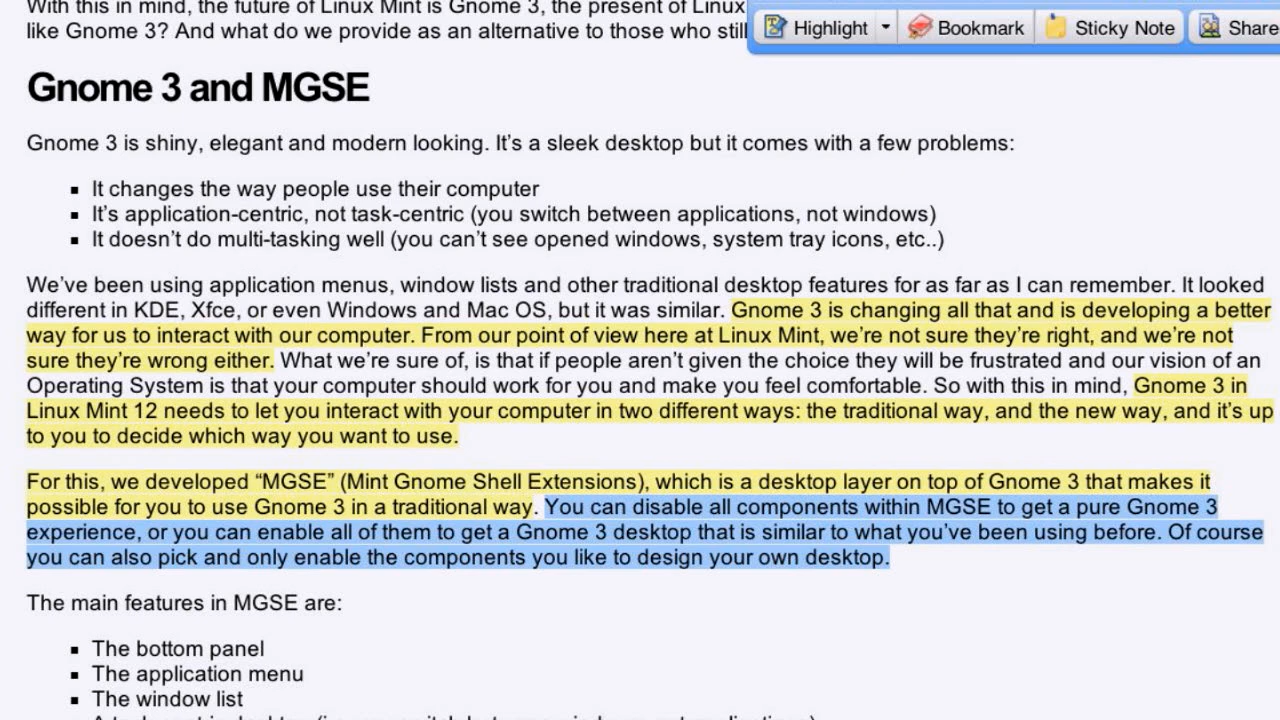 With this in mind, the future of Linux Mint is Gnome 3, the present of Linux
like Gnome 3? And what do we provide as an alternative to those who still
Highlight Bookmark Sticky Note Share
Gnome 3 and MGSE
Gnome 3 is shiny, elegant and modern looking. It’s a sleek desktop but it comes with a few problems:
It changes the way people use their computer
It’s application-centric, not task-centric (you switch between applications, not windows)
It doesn’t do multi-tasking well (you can’t see opened windows, system tray icons, etc..)
We’ve been using application menus, window lists and other traditional desktop features for as far as I can remember. It looked
different in KDE, Xfce, or even Windows and Mac OS, but it was similar. Gnome 3 is changing all that and is developing a better
way for us to interact with our computer. From our point of view here at Linux Mint, we’re not sure they’re right, and we’re not
sure they’re wrong either. What we’re sure of, is that if people aren’t given the choice they will be frustrated and our vision of an
Operating System is that your computer should work for you and make you feel comfortable. So with this in mind, Gnome 3 in
Linux Mint 12 needs to let you interact with your computer in two different ways: the traditional way, and the new way, and it’s up
to you to decide which way you want to use.
For this, we developed “MGSE” (Mint Gnome Shell Extensions), which is a desktop layer on top of Gnome 3 that makes it
possible for you to use Gnome 3 in a traditional way. You can disable all components within MGSE to get a pure Gnome 3
experience, or you can enable all of them to get a Gnome 3 desktop that is similar to what you’ve been using before. Of course
you can also pick and only enable the components you like to design your own desktop.
The main features in MGSE are:
The bottom panel
The application menu
The window list